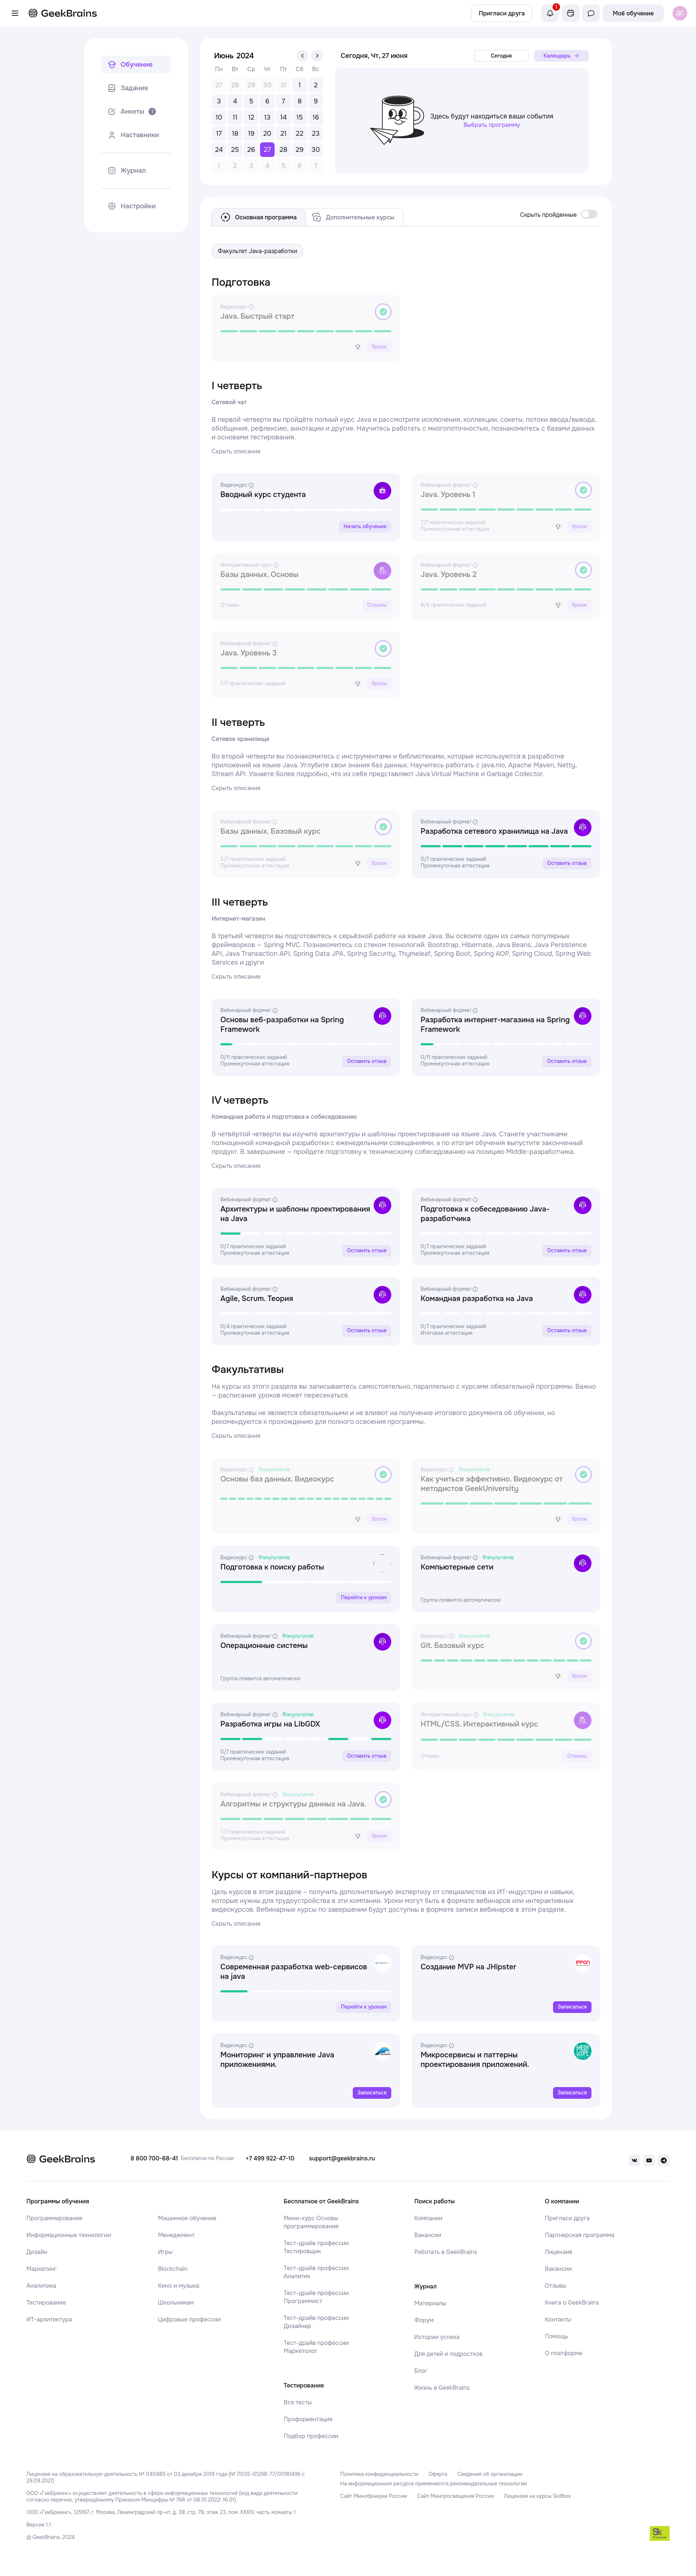 GeekBrains
Пригласи друга
1
Моё обучение
Обучение
Задания
Анкеты
Наставники
Журнал
Настройки
Июнь 2024
Пн Вт Ср Чт Пт Сб Вс
27 28 29 30 31 1 2
3 4 5 6 7 8 9
10 11 12 13 14 15 16
17 18 19 20 21 22 23
24 25 26 27 28 29 30
1 2 3 4 5 6 7
Сегодня, Чт, 27 июня
Сегодня
Календарь
Здесь будут находиться ваши события
Выбрать программу
Основная программа
Дополнительные курсы
Скрыть пройденные
Факультет Java-разработки
Подготовка
Видеокурс
Java. Быстрый старт
Уроки
I четверть
Сетевой чат
В первой четверти вы пройдёте полный курс Java и рассмотрите исключения, коллекции, сокеты, потоки ввода/вывода,
обобщения, рефлексию, аннотации и другие. Научитесь работать с многопоточностью, познакомитесь с базами данных
и основами тестирования.
Скрыть описание
Видеокурс
Вводный курс студента
Начать обучение
Вебинарный формат
Java. Уровень 1
7/7 практических заданий
Промежуточная аттестация
Уроки
Интерактивный курс
Базы данных. Основы
Отзывы
Отзывы
Вебинарный формат
Java. Уровень 2
8/8 практических заданий
Уроки
Вебинарный формат
Java. Уровень 3
7/7 практических заданий
Уроки
II четверть
Сетевое хранилище
Во второй четверти вы познакомитесь с инструментами и библиотеками, которые используются в разработке
приложений на языке Java. Углубите свои знания баз данных. Научитесь работать с java.nio, Apache Maven, Netty,
Stream API. Узнаете более подробно, что из себя представляют Java Virtual Machine и Garbage Collector.
Скрыть описание
Вебинарный формат
Базы данных. Базовый курс
5/7 практических заданий
Промежуточная аттестация
Уроки
Вебинарный формат
Разработка сетевого хранилища на Java
0/7 практических заданий
Промежуточная аттестация
Оставить отзыв
III четверть
Интернет-магазин
В третьей четверти вы подготовитесь к серьёзной работе на языке Java. Вы освоите один из самых популярных
фреймворков — Spring MVC. Познакомитесь со стеком технологий: Bootstrap, Hibernate, Java Beans, Java Persistence
API, Java Transaction API, Spring Data JPA, Spring Security, Thymeleaf, Spring Boot, Spring AOP, Spring Cloud, Spring Web
Services и други
Скрыть описание
Вебинарный формат
Основы веб-разработки на Spring
Framework
0/11 практических заданий
Промежуточная аттестация
Оставить отзыв
Вебинарный формат
Разработка интернет-магазина на Spring
Framework
0/11 практических заданий
Промежуточная аттестация
Оставить отзыв
IV четверть
Командная работа и подготовка к собеседованию
В четвёртой четверти вы изучите архитектуры и шаблоны проектирования на языке Java. Станете участниками
полноценной командной разработки с еженедельными совещаниями, а по итогам обучения выпустите законченный
продукт. В завершение — пройдете подготовку к техническому собеседованию на позицию Middle-разработчика.
Скрыть описание
Вебинарный формат
Архитектуры и шаблоны проектирования
на Java
0/7 практических заданий
Промежуточная аттестация
Оставить отзыв
Вебинарный формат
Подготовка к собеседованию Java-
разработчика
0/7 практических заданий
Промежуточная аттестация
Оставить отзыв
Вебинарный формат
Agile, Scrum. Теория
0/4 практических заданий
Промежуточная аттестация
Оставить отзыв
Вебинарный формат
Командная разработка на Java
0/7 практических заданий
Итоговая аттестация
Оставить отзыв
Факультативы
На курсы из этого раздела вы записываетесь самостоятельно, параллельно с курсами обязательной программы. Важно
— расписание уроков может пересекаться.
Факультативы не являются обязательными и не влияют на получение итогового документа об обучении, но
рекомендуются к прохождению для полного освоения программы.
Скрыть описание
Видеокурс Факультатив
Основы баз данных. Видеокурс
Уроки
Видеокурс Факультатив
Как учиться эффективно. Видеокурс от
методистов GeekUniversity
Уроки
Видеокурс Факультатив
Подготовка к поиску работы
Перейти к урокам
Вебинарный формат Факультатив
Компьютерные сети
Группа появится автоматически
Вебинарный формат Факультатив
Операционные системы
Группа появится автоматически
Видеокурс Факультатив
Git. Базовый курс
Уроки
Вебинарный формат Факультатив
Разработка игры на LibGDX
0/7 практических заданий
Промежуточная аттестация
Оставить отзыв
Интерактивный курс Факультатив
HTML/CSS. Интерактивный курс
Отзывы
Отзывы
Вебинарный формат Факультатив
Алгоритмы и структуры данных на Java.
7/7 практических заданий
Промежуточная аттестация
Уроки
Курсы от компаний-партнеров
Цель курсов в этом разделе – получить дополнительную экспертизу от специалистов из ИТ-индустрии и навыки,
которые нужны для трудоустройства в эти компании. Уроки могут быть в формате вебинаров или интерактивных
видеокурсов. Вебинарные курсы по завершении будут доступны в формате записи вебинаров в этом разделе.
Скрыть описание
Видеокурс
Современная разработка web-сервисов
на java
Перейти к урокам
Видеокурс
Создание MVP на JHipster
IPPON
Записаться
Видеокурс
Мониторинг и управление Java
приложениями.
Записаться
Видеокурс
Микросервисы и паттерны
проектирования приложений.
Записаться
GeekBrains
8 800 700-68-41 Бесплатно по России
+7 499 922-47-10
support@geekbrains.ru
Программы обучения
Программирование
Информационные технологии
Дизайн
Маркетинг
Аналитика
Тестирование
ИТ-архитектура
Машинное обучение
Менеджмент
Игры
Blockchain
Кино и музыка
Школьникам
Цифровые профессии
Бесплатное от GeekBrains
Мини-курс Основы
программирования
Тест-драйв профессии
Тестировщик
Тест-драйв профессии
Аналитик
Тест-драйв профессии
Программист
Тест-драйв профессии
Дизайнер
Тест-драйв профессии
Маркетолог
Тестирование
Все тесты
Профориентация
Подбор профессии
Поиск работы
Компании
Вакансии
Работать в GeekBrains
Журнал
Материалы
Форум
Истории успеха
Для детей и подростков
Блог
Жизнь в GeekBrains
О компании
Пригласи друга
Партнерская программа
Лицензия
Вакансии
Отзывы
Книга о GeekBrains
Контакты
Помощь
О платформе
Лицензия на образовательную деятельность № 040485 от 03 декабря 2019 года (№ Л035-01298-77/00181496 с
29.09.2021)
ООО «ГикБреинс» осуществляет деятельность в сфере информационных технологий (код вида деятельности
согласно перечню, утверждённому Приказом Минцифры № 766 от 08.10.2022: 16.01).
ООО «ГикБреинс», 125167, г. Москва, Ленинградский пр-кт, д. 39, стр. 79, этаж 23, пом. XXXIV, часть комнаты 1
Версия 1.1
© GeekBrains, 2024
Политика конфиденциальности
Оферта
Сведения об организации
На информационном ресурсе применяются рекомендательные технологии
Сайт Минобрнауки России
Сайт Минпросвещения России
Лицензия на курсы Skillbox
Sk